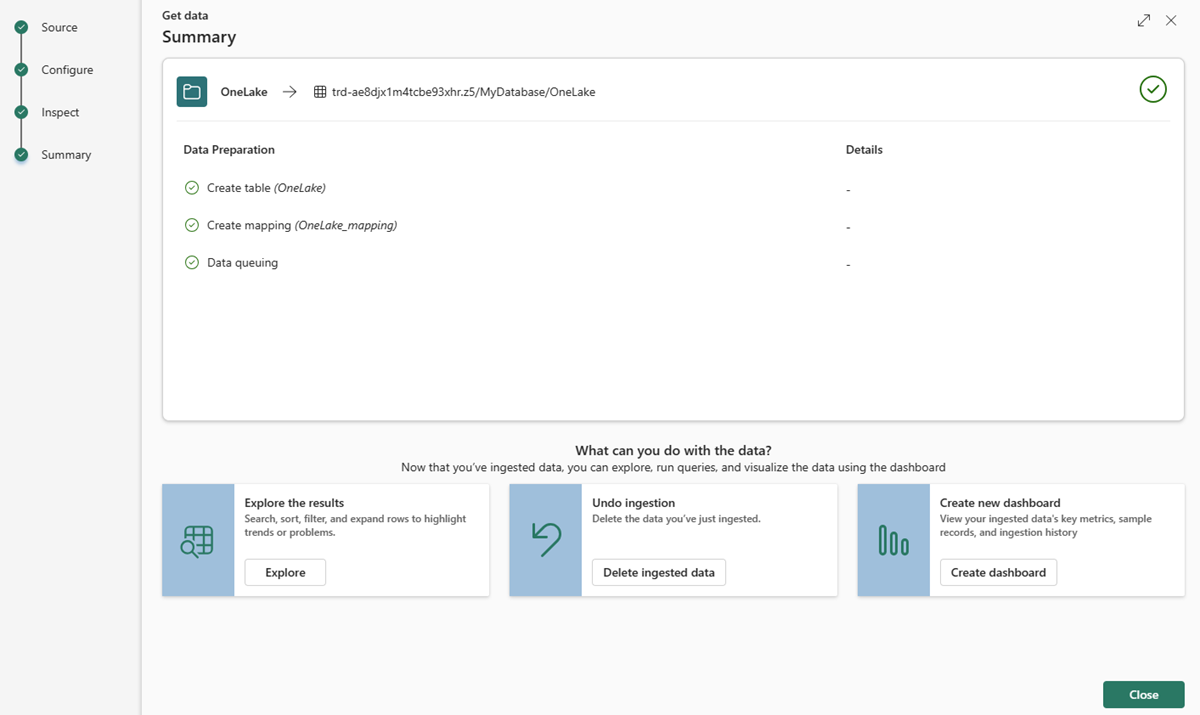 Source
Configure
Inspect
Summary
Get data
Summary
OneLake → trd-ae8djx1m4tcbe93xhr.z5/MyDatabase/OneLake
Data Preparation Details
Create table (OneLake) -
Create mapping (OneLake_mapping) -
Data queuing -
What can you do with the data?
Now that you've ingested data, you can explore, run queries, and visualize the data using the dashboard
Explore the results
Search, sort, filter, and expand rows to highlight
trends or problems.
Explore
Undo ingestion
Delete the data you've just ingested.
Delete ingested data
Create new dashboard
View your ingested data's key metrics, sample
records, and ingestion history
Create dashboard
Close